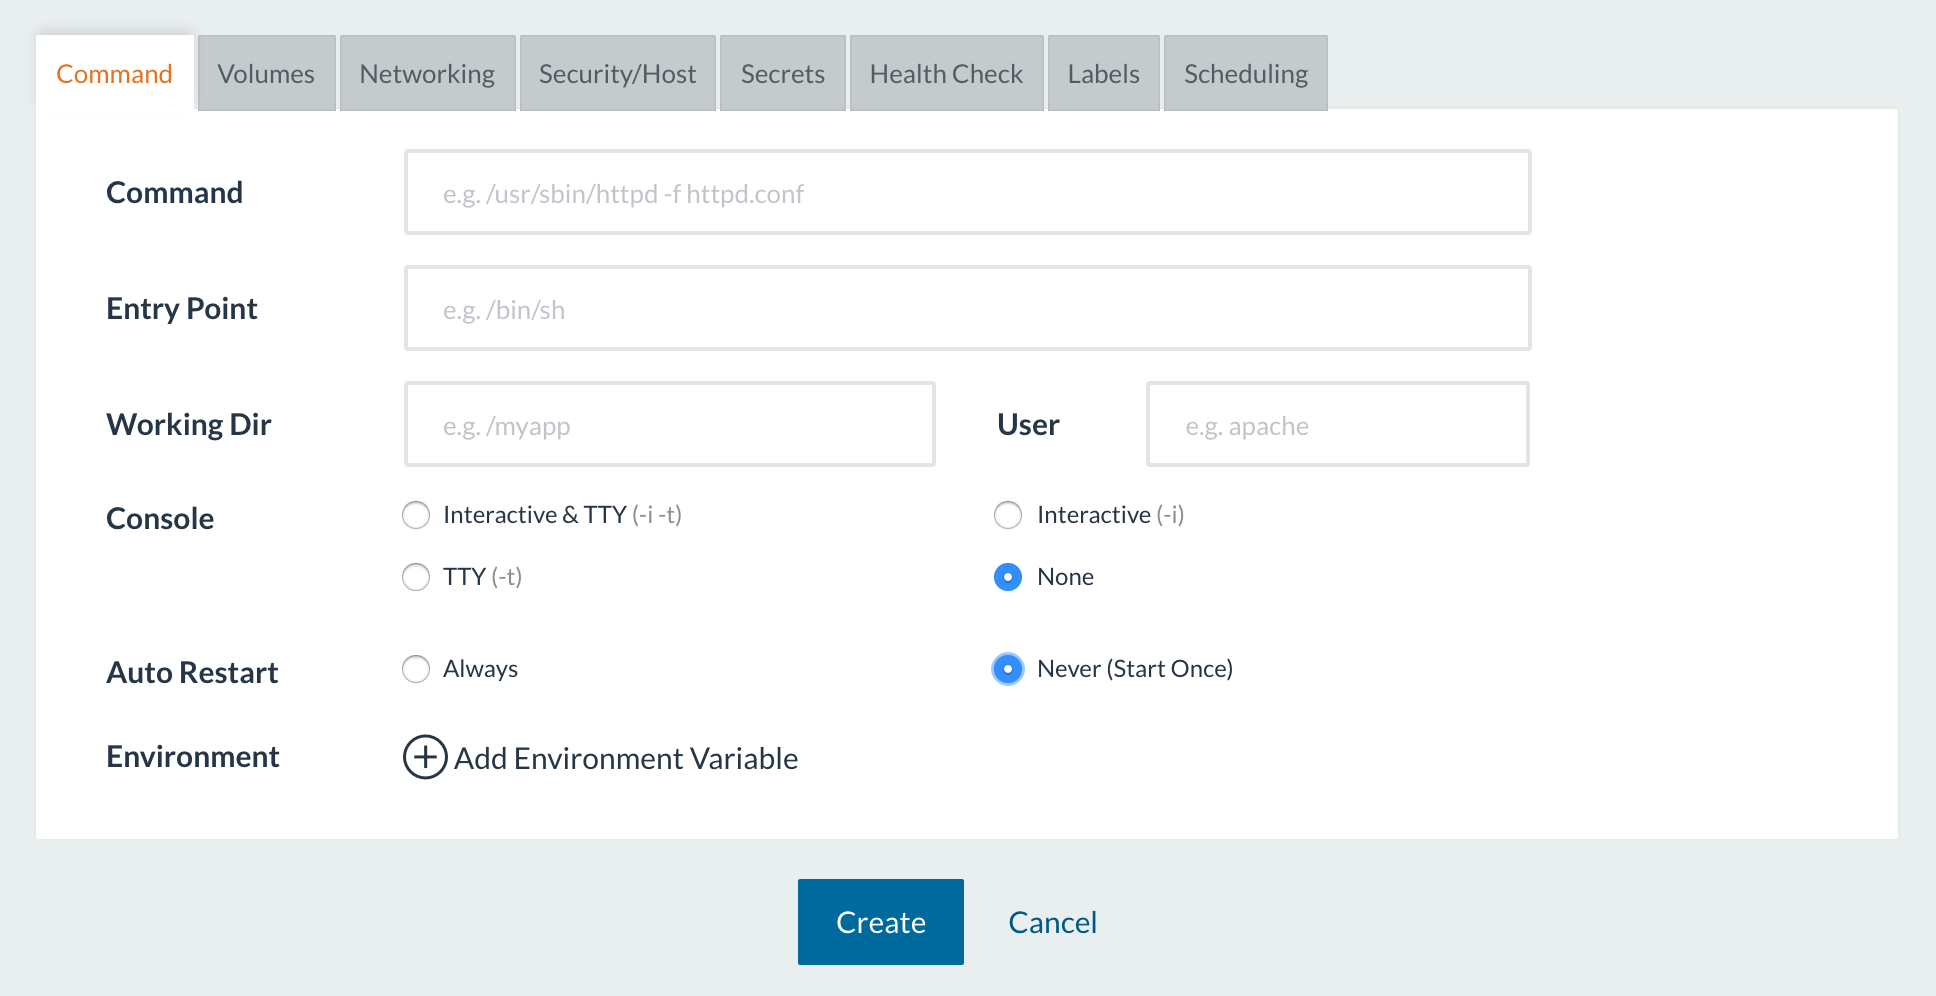 Command Volumes Networking Security/Host Secrets Health Check Labels Scheduling
Command e.g. /usr/sbin/httpd -f httpd.conf
Entry Point e.g. /bin/sh
Working Dir e.g. /myapp User e.g. apache
Console Interactive & TTY (-i -t) Interactive (-i)
TTY (-t) None
Auto Restart Always Never (Start Once)
Environment Add Environment Variable
Create Cancel